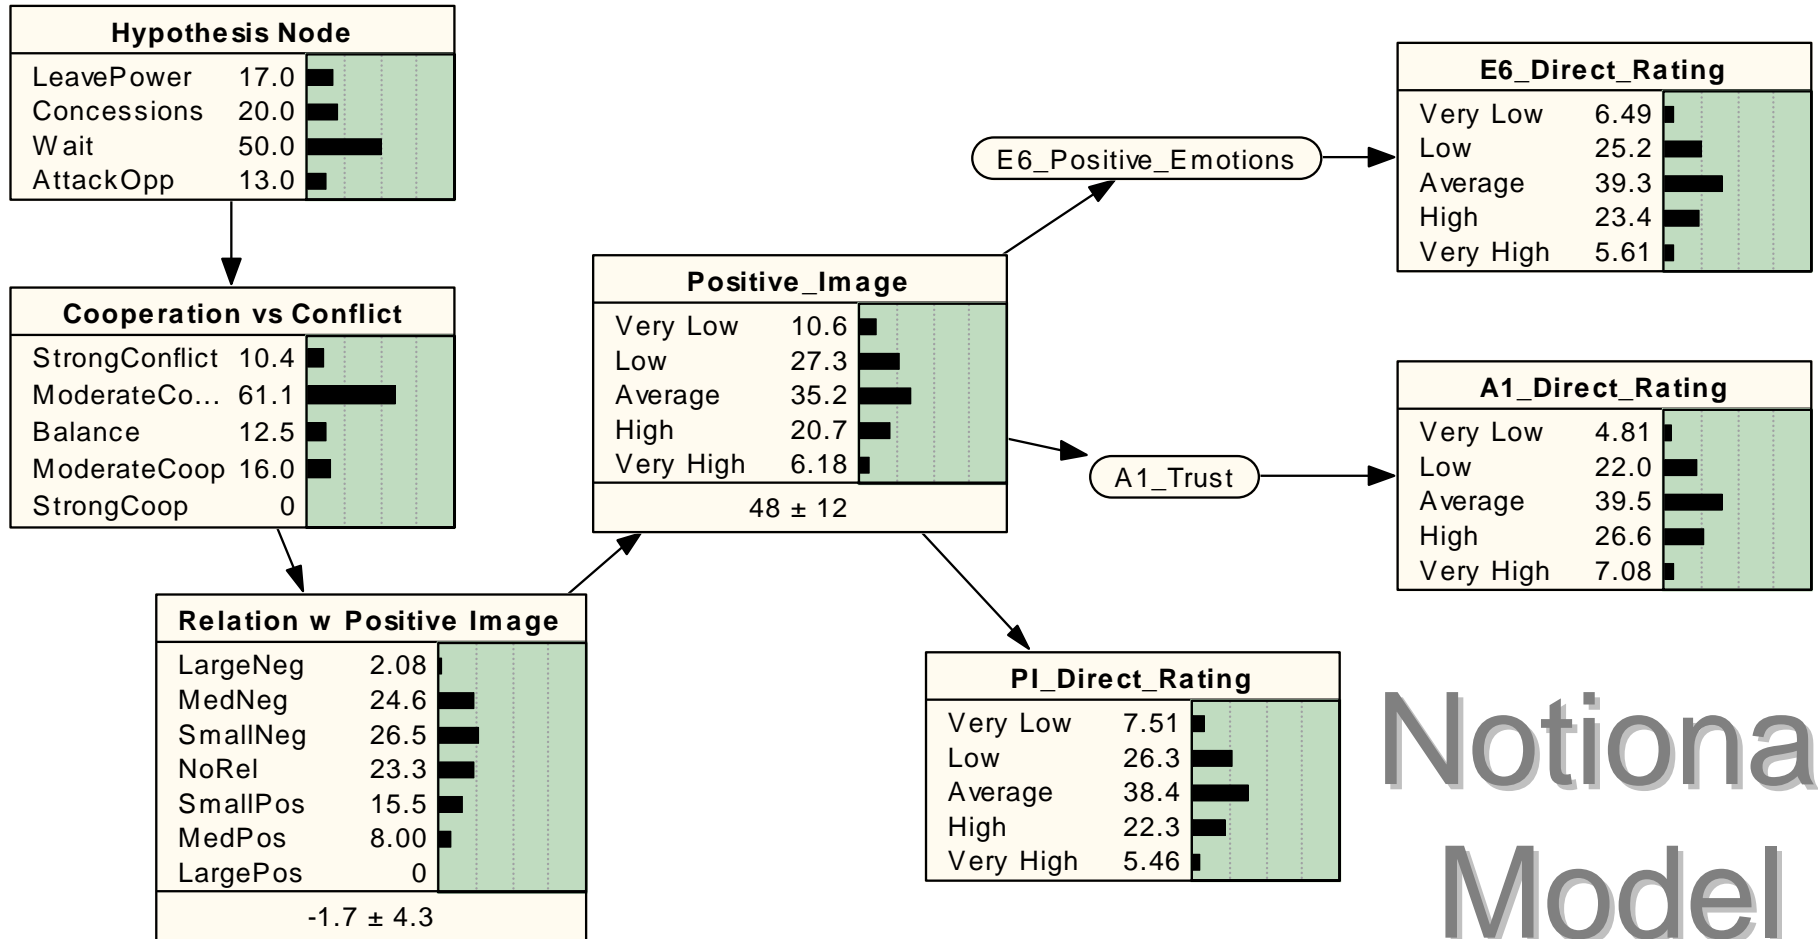 Hypothesis Node
LeavePower 17.0
Concessions 20.0
Wait 50.0
AttackOpp 13.0
Cooperation vs Conflict
StrongConflict 10.4
ModerateCo... 61.1
Balance 12.5
ModerateCoop 16.0
StrongCoop 0
Relation w Positive Image
LargeNeg 2.08
MedNeg 24.6
SmallNeg 26.5
NoRel 23.3
SmallPos 15.5
MedPos 8.00
LargePos 0
-1.7 ± 4.3
Positive_Image
Very Low 10.6
Low 27.3
Average 35.2
High 20.7
Very High 6.18
48 ± 12
E6_Positive_Emotions
E6_Direct_Rating
Very Low 6.49
Low 25.2
Average 39.3
High 23.4
Very High 5.61
A1_Trust
A1_Direct_Rating
Very Low 4.81
Low 22.0
Average 39.5
High 26.6
Very High 7.08
PI_Direct_Rating
Very Low 7.51
Low 26.3
Average 38.4
High 22.3
Very High 5.46
Notiona
Model